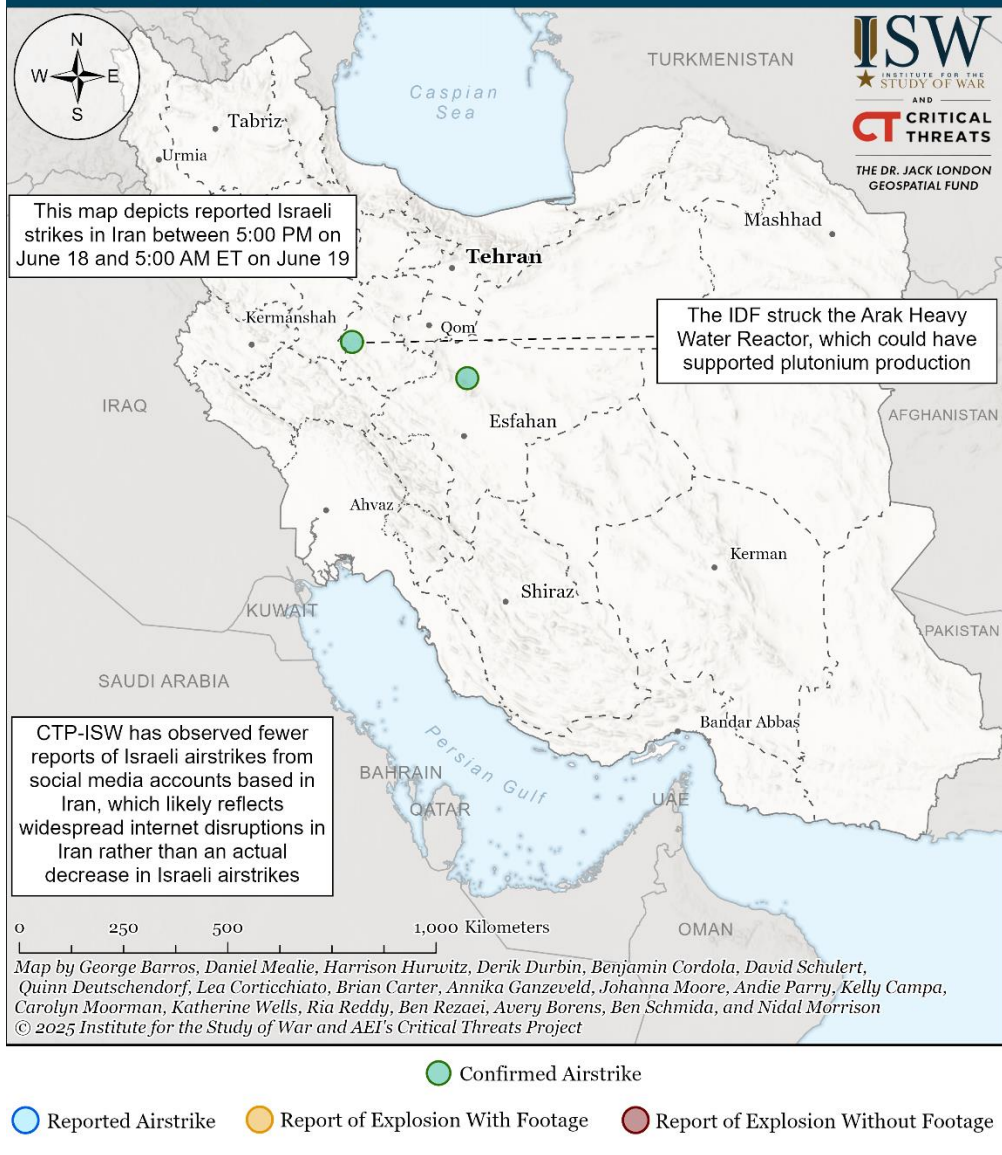 N
W
E
S
ISW
INSTITUTE FOR THE
STUDY OF WAR
AND
CT CRITICAL
THREATS
THE DR. JACK LONDON
GEOSPATIAL FUND
TURKMENISTAN
Caspian
Sea
Tabriz
Urmia
This map depicts reported Israeli
strikes in Iran between 5:00 PM on
June 18 and 5:00 AM ET on June 19
Mashhad
Tehran
Kermanshah
Qom
The IDF struck the Arak Heavy
Water Reactor, which could have
supported plutonium production
IRAQ
Esfahan
AFGHANISTAN
Ahvaz
Kerman
Shiraz
KUWAIT
PAKISTAN
SAUDI ARABIA
Bandar Abbas
CTP-ISW has observed fewer
reports of Israeli airstrikes from
social media accounts based in
Iran, which likely reflects
widespread internet disruptions in
Iran rather than an actual
decrease in Israeli airstrikes
Persian Gulf
BAHRAIN
QATAR
UAE
OMAN
0 250 500 1,000 Kilometers
Map by George Barros, Daniel Mealie, Harrison Hurwitz, Derik Durbin, Benjamin Cordola, David Schulert,
Quinn Deutschendorf, Lea Corticchiato, Brian Carter, Annika Ganzeveld, Johanna Moore, Andie Parry, Kelly Campa,
Carolyn Moorman, Katherine Wells, Ria Reddy, Ben Rezaei, Avery Borens, Ben Schmida, and Nidal Morrison
© 2025 Institute for the Study of War and AEI's Critical Threats Project
Confirmed Airstrike
Reported Airstrike
Report of Explosion With Footage
Report of Explosion Without Footage